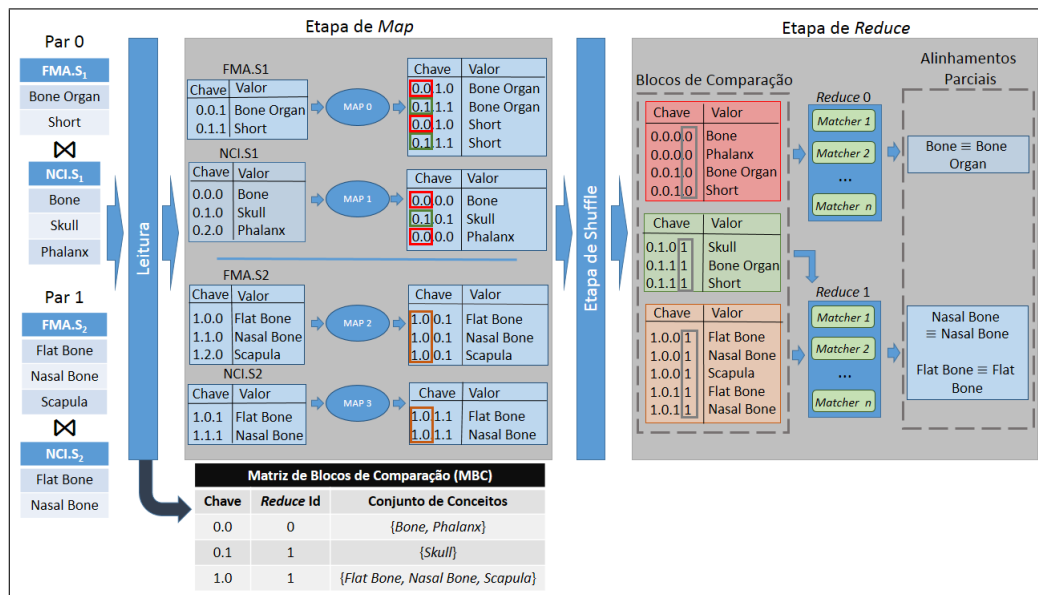 Par 0
FMA.S1
Bone Organ
Short
NCI.S1
Bone
Skull
Phalanx
Par 1
FMA.S2
Flat Bone
Nasal Bone
Scapula
NCI.S2
Flat Bone
Nasal Bone
Leitura
Etapa de Map
FMA.S1
Chave Valor
0.0.1 Bone Organ
0.1.1 Short
MAP 0
Chave Valor
0.0.1.0 Bone Organ
0.1.1.1 Bone Organ
0.0.1.0 Short
0.1.1.1 Short
NCI.S1
Chave Valor
0.0.0 Bone
0.1.0 Skull
0.2.0 Phalanx
MAP 1
Chave Valor
0.0.0.0 Bone
0.1.0.1 Skull
0.0.0.0 Phalanx
FMA.S2
Chave Valor
1.0.0 Flat Bone
1.1.0 Nasal Bone
1.2.0 Scapula
MAP 2
Chave Valor
1.0.0.1 Flat Bone
1.0.0.1 Nasal Bone
1.0.0.1 Scapula
NCI.S2
Chave Valor
1.0.1 Flat Bone
1.1.1 Nasal Bone
MAP 3
Chave Valor
1.0.1.1 Flat Bone
1.0.1.1 Nasal Bone
Matriz de Blocos de Comparação (MBC)
Chave Reduce Id Conjunto de Conceitos
0.0 0 {Bone, Phalanx}
0.1 1 {Skull}
1.0 1 {Flat Bone, Nasal Bone, Scapula}
Etapa de Shuffle
Etapa de Reduce
Blocos de Comparação
Chave Valor
0.0.0.0 Bone
0.0.0.0 Phalanx
0.0.1.0 Bone Organ
0.0.1.0 Short
Chave Valor
0.1.0 1 Skull
0.1.1 1 Bone Organ
0.1.1 1 Short
Chave Valor
1.0.0 1 Flat Bone
1.0.0 1 Nasal Bone
1.0.0 1 Scapula
1.0.1 1 Flat Bone
1.0.1 1 Nasal Bone
Reduce 0
Matcher 1
Matcher 2
...
Matcher n
Reduce 1
Matcher 1
Matcher 2
...
Matcher n
Alinhamentos
Parciais
Bone ≡ Bone
Organ
Nasal Bone
≡ Nasal Bone
Flat Bone ≡ Flat
Bone